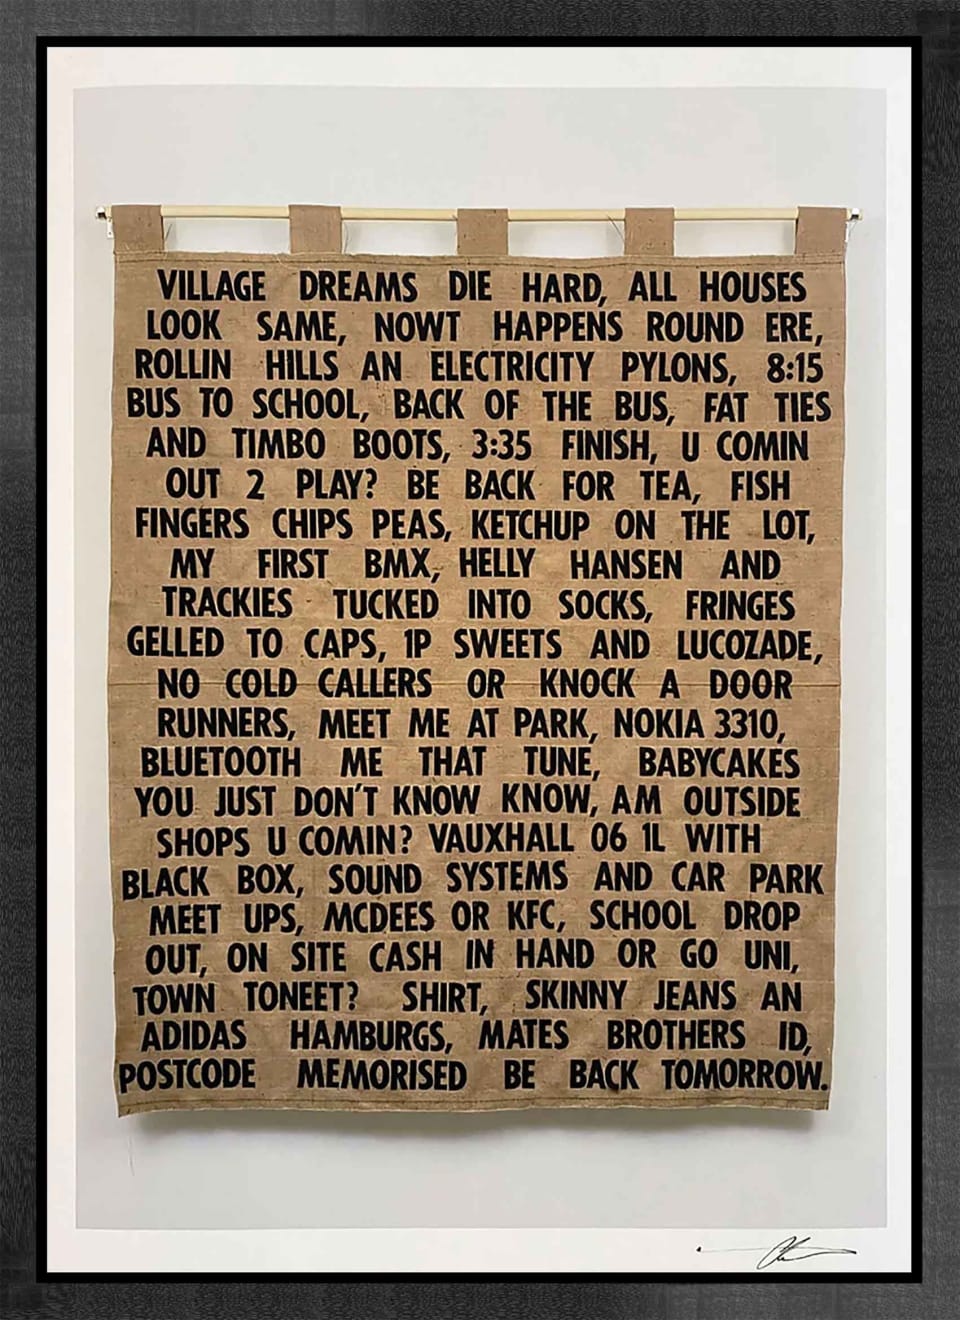 VILLAGE DREAMS DIE HARD, ALL HOUSES
LOOK SAME, NOWT HAPPENS ROUND ERE,
ROLLIN HILLS AN ELECTRICITY PYLONS, 8:15
BUS TO SCHOOL, BACK OF THE BUS, FAT TIES
AND TIMBO BOOTS, 3:35 FINISH, U COMIN
OUT 2 PLAY? BE BACK FOR TEA, FISH
FINGERS CHIPS PEAS, KETCHUP ON THE LOT,
MY FIRST BMX, HELLY HANSEN AND
TRACKIES TUCKED INTO SOCKS, FRINGES
GELLED TO CAPS, 1P SWEETS AND LUCOZADE,
NO COLD CALLERS OR KNOCK A DOOR
RUNNERS, MEET ME AT PARK, NOKIA 3310,
BLUETOOTH ME THAT TUNE, BABYCAKES
YOU JUST DON'T KNOW KNOW, AM OUTSIDE
SHOPS U COMIN? VAUXHALL 06 1L WITH
BLACK BOX, SOUND SYSTEMS AND CAR PARK
MEET UPS, MCDEES OR KFC, SCHOOL DROP
OUT, ON SITE CASH IN HAND OR GO UNI,
TOWN TONEET? SHIRT, SKINNY JEANS AN
ADIDAS HAMBURGS, MATES BROTHERS ID,
POSTCODE MEMORISED BE BACK TOMORROW.